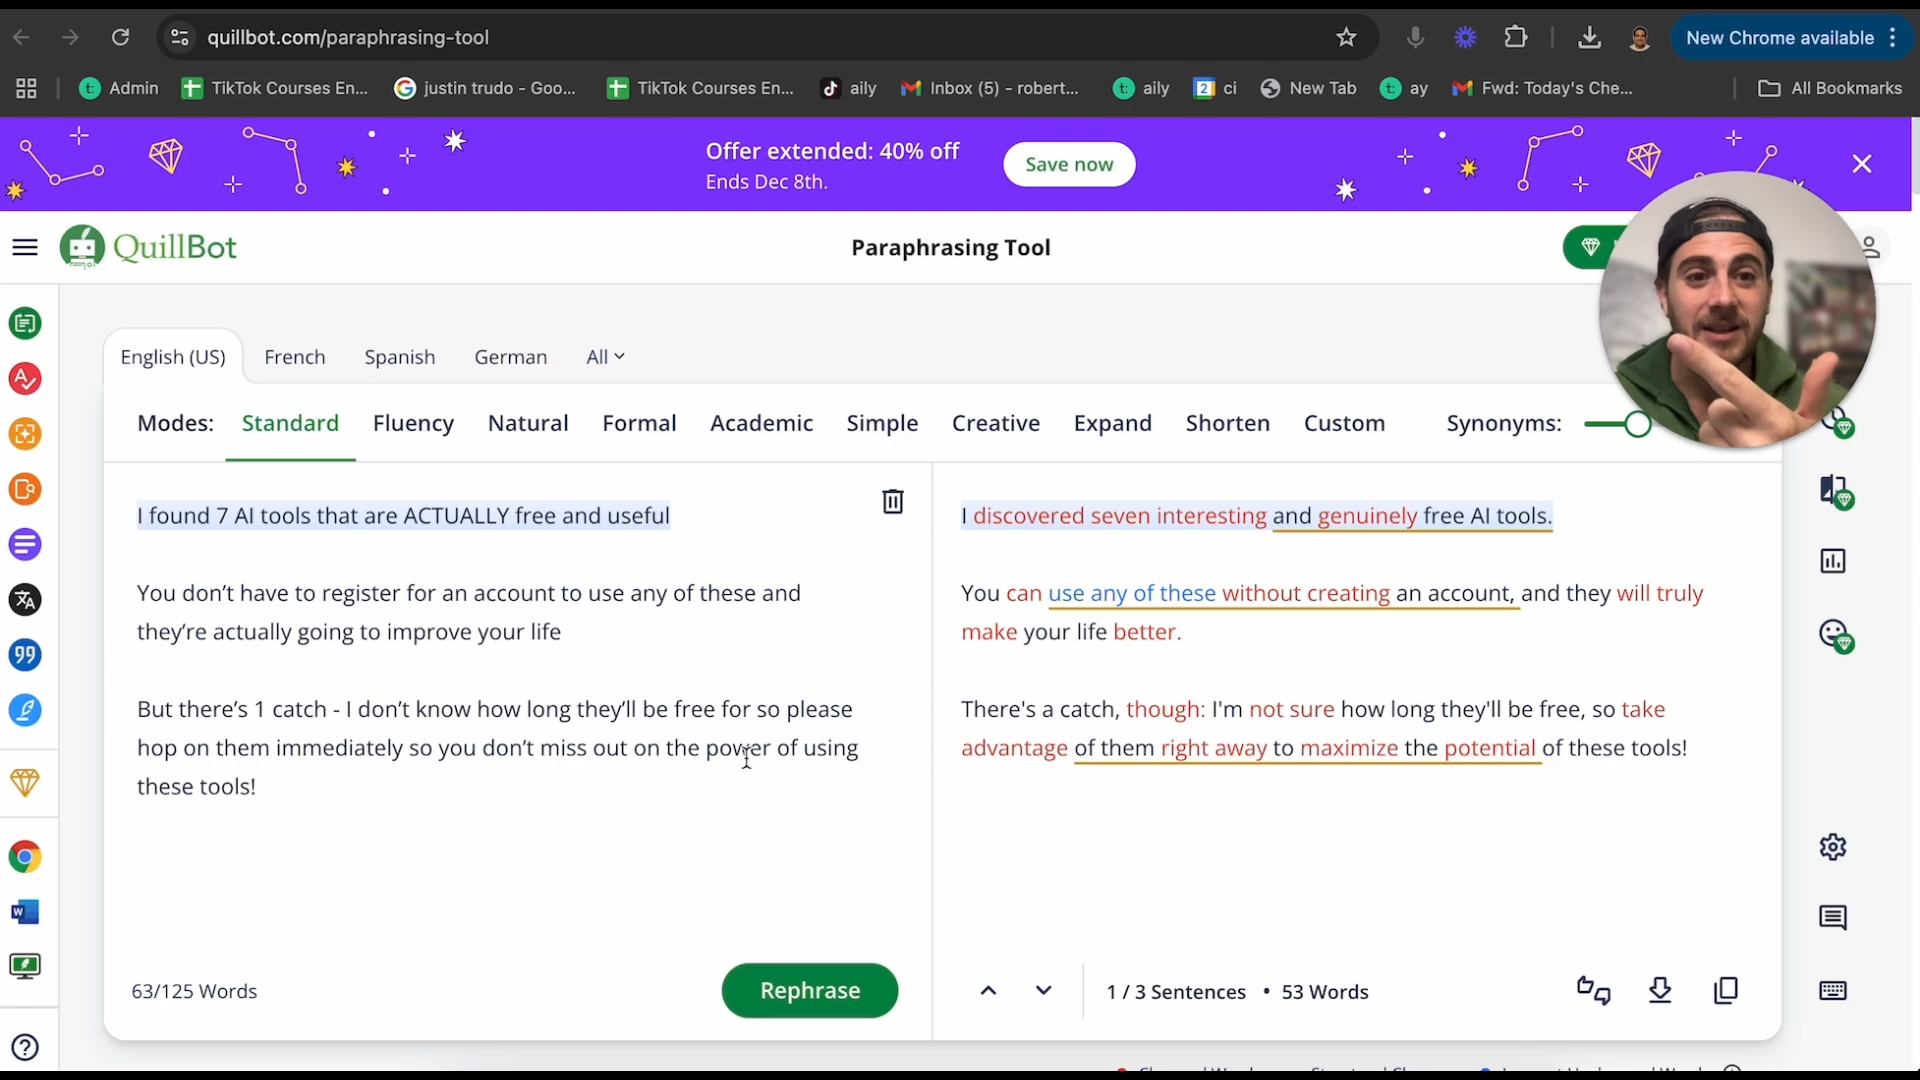 quillbot.com/paraphrasing-tool
New Chrome available
Admin
TikTok Courses En...
justin trudo - Goo...
TikTok Courses En...
aily
Inbox (5) - robert...
aily
ci
New Tab
ay
Fwd: Today's Che...
All Bookmarks
Offer extended: 40% off
Ends Dec 8th.
Save now
QuillBot
Paraphrasing Tool
English (US)
French
Spanish
German
All
Modes:
Standard
Fluency
Natural
Formal
Academic
Simple
Creative
Expand
Shorten
Custom
Synonyms:
I found 7 AI tools that are ACTUALLY free and useful
You don’t have to register for an account to use any of these and
they’re actually going to improve your life
But there’s 1 catch - I don’t know how long they’ll be free for so please
hop on them immediately so you don’t miss out on the power of using
these tools!
63/125 Words
Rephrase
I discovered seven interesting and genuinely free AI tools.
You can use any of these without creating an account, and they will truly
make your life better.
There's a catch, though: I'm not sure how long they'll be free, so take
advantage of them right away to maximize the potential of these tools!
1 / 3 Sentences • 53 Words